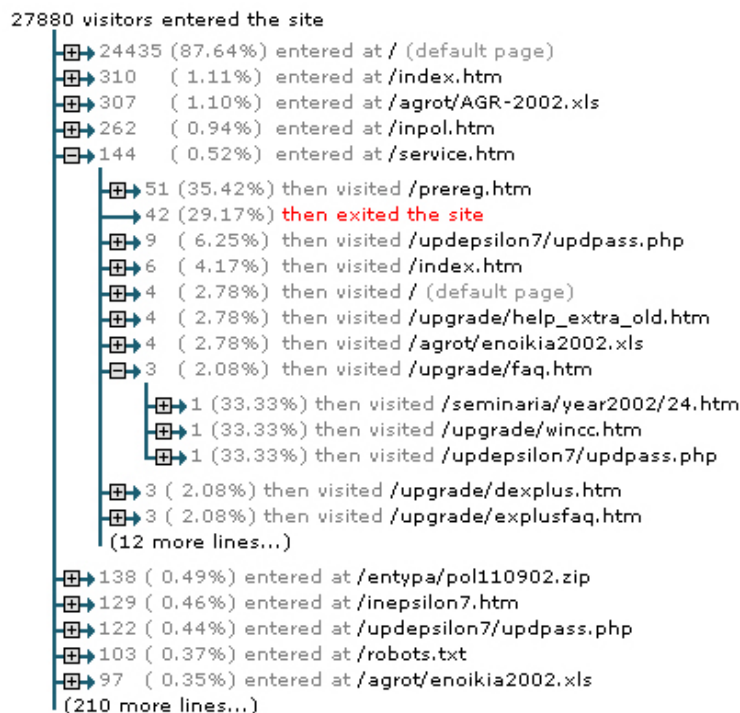 27880 visitors entered the site
24435 (87.64%) entered at / (default page)
310 ( 1.11%) entered at /index.htm
307 ( 1.10%) entered at /agrot/AGR-2002.xls
262 ( 0.94%) entered at /inpol.htm
144 ( 0.52%) entered at /service.htm
51 (35.42%) then visited /prereg.htm
42 (29.17%) then exited the site
9 ( 6.25%) then visited /updepsilon7/updpass.php
6 ( 4.17%) then visited /index.htm
4 ( 2.78%) then visited / (default page)
4 ( 2.78%) then visited /upgrade/help_extra_old.htm
4 ( 2.78%) then visited /agrot/enoikia2002.xls
3 ( 2.08%) then visited /upgrade/faq.htm
1 (33.33%) then visited /seminaria/year2002/24.htm
1 (33.33%) then visited /upgrade/wincc.htm
1 (33.33%) then visited /updepsilon7/updpass.php
3 ( 2.08%) then visited /upgrade/dexplus.htm
3 ( 2.08%) then visited /upgrade/explusfaq.htm
(12 more lines...)
138 ( 0.49%) entered at /entypa/pol110902.zip
129 ( 0.46%) entered at /inepsilon7.htm
122 ( 0.44%) entered at /updepsilon7/updpass.php
103 ( 0.37%) entered at /robots.txt
97 ( 0.35%) entered at /agrot/enoikia2002.xls
(210 more lines...)